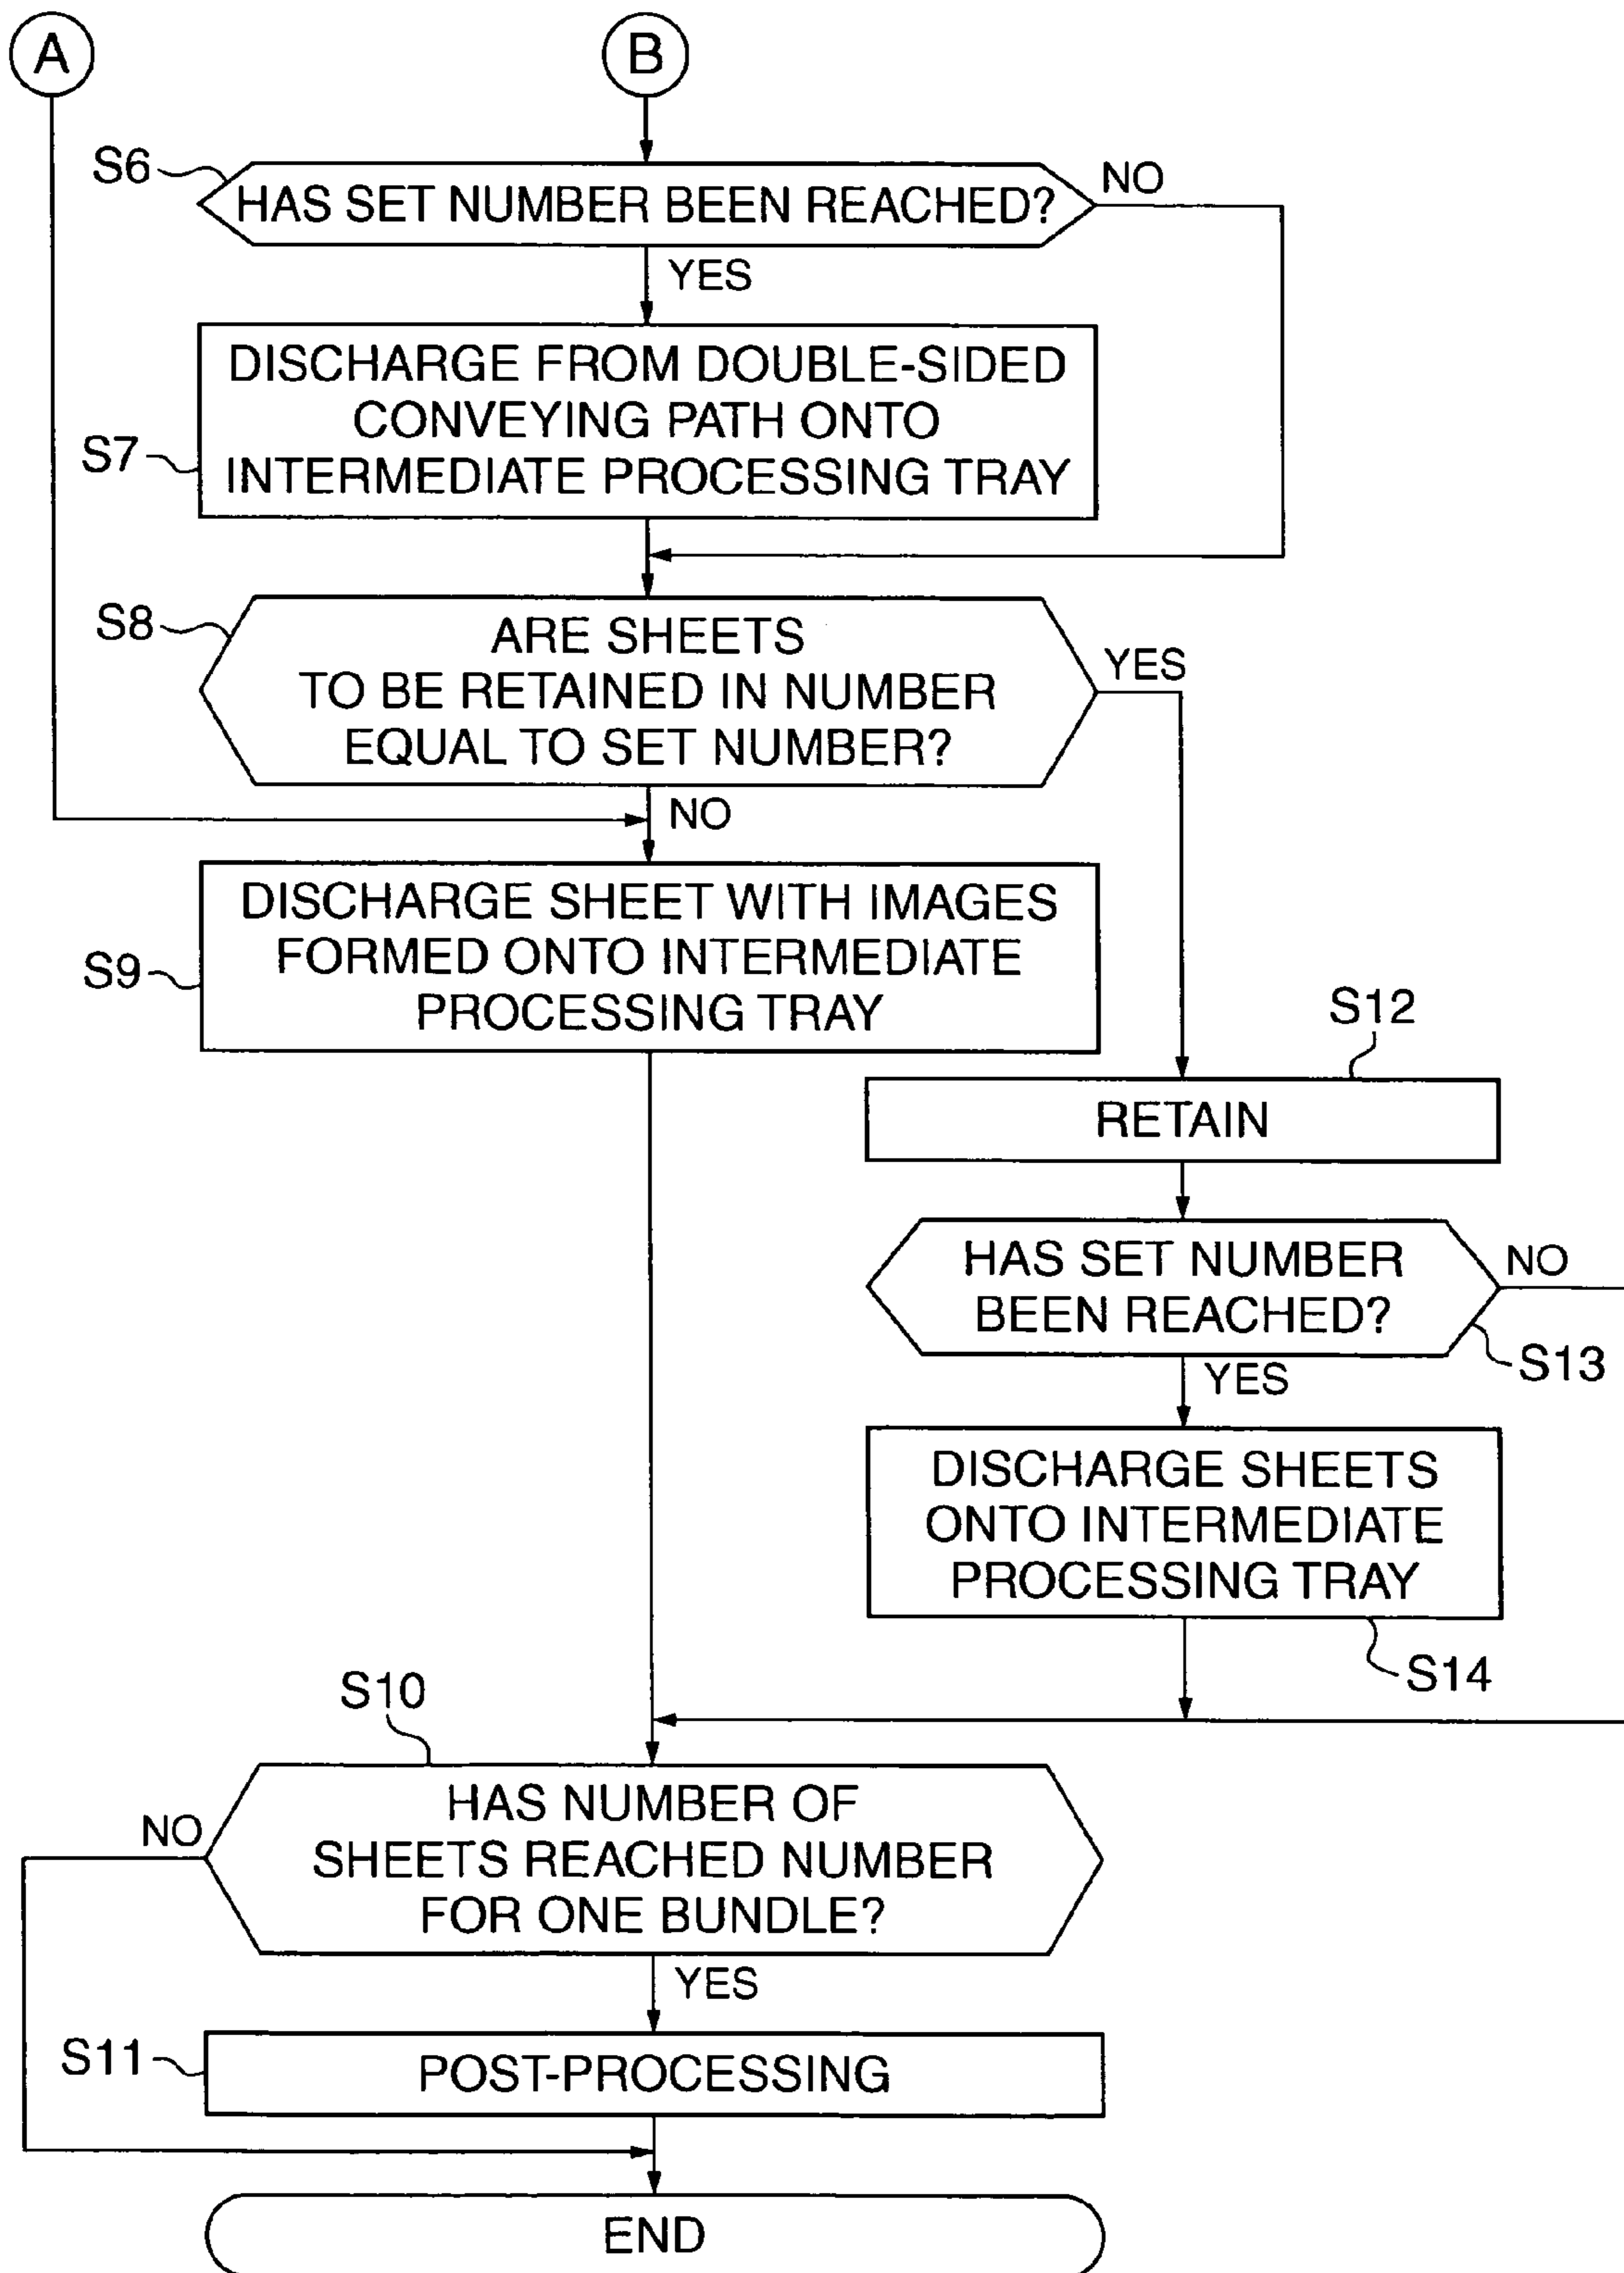 A
B
S6
HAS SET NUMBER BEEN REACHED?
NO
YES
S7
DISCHARGE FROM DOUBLE-SIDED
CONVEYING PATH ONTO
INTERMEDIATE PROCESSING TRAY
S8
ARE SHEETS
TO BE RETAINED IN NUMBER
EQUAL TO SET NUMBER?
YES
NO
S9
DISCHARGE SHEET WITH IMAGES
FORMED ONTO INTERMEDIATE
PROCESSING TRAY
S12
RETAIN
HAS SET NUMBER
BEEN REACHED?
NO
S13
YES
DISCHARGE SHEETS
ONTO INTERMEDIATE
PROCESSING TRAY
S14
S10
HAS NUMBER OF
SHEETS REACHED NUMBER
FOR ONE BUNDLE?
NO
YES
S11
POST-PROCESSING
END